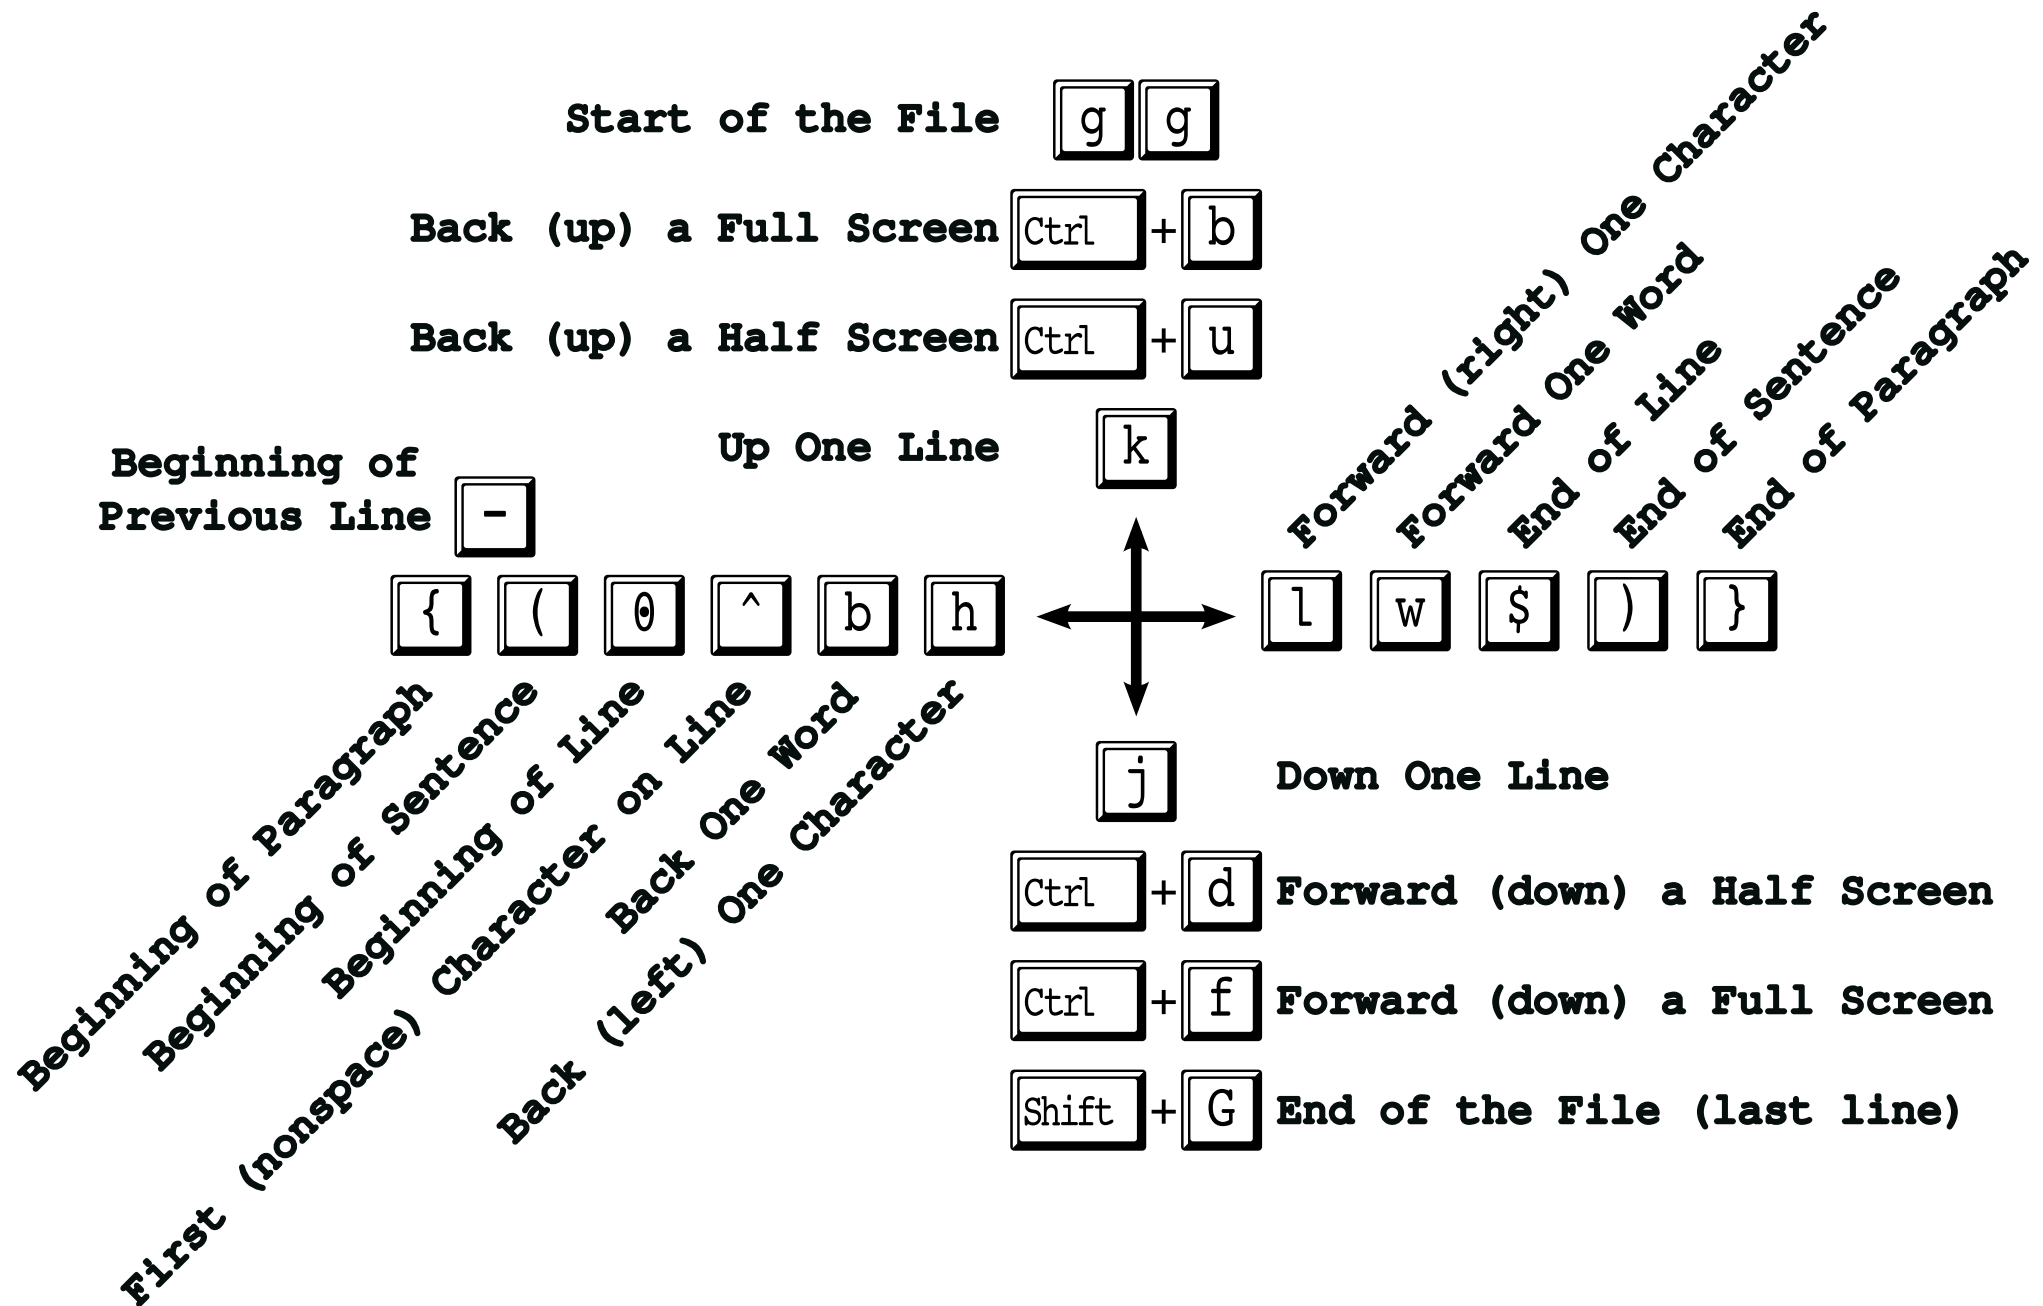 Start of the File g g
Back (up) a Full Screen Ctrl + b
Back (up) a Half Screen Ctrl + u
Up One Line k
Beginning of
Previous Line -
{ ( 0 ^ b h
Beginning of Paragraph
Beginning of Sentence
Beginning of Line
First (nonspace) Character on Line
Back One Word
Back (left) One Character
Forward (right) One Character
Forward One Word
End of Line
End of Sentence
End of Paragraph
l w $ ) }
j Down One Line
Ctrl + d Forward (down) a Half Screen
Ctrl + f Forward (down) a Full Screen
Shift + G End of the File (last line)